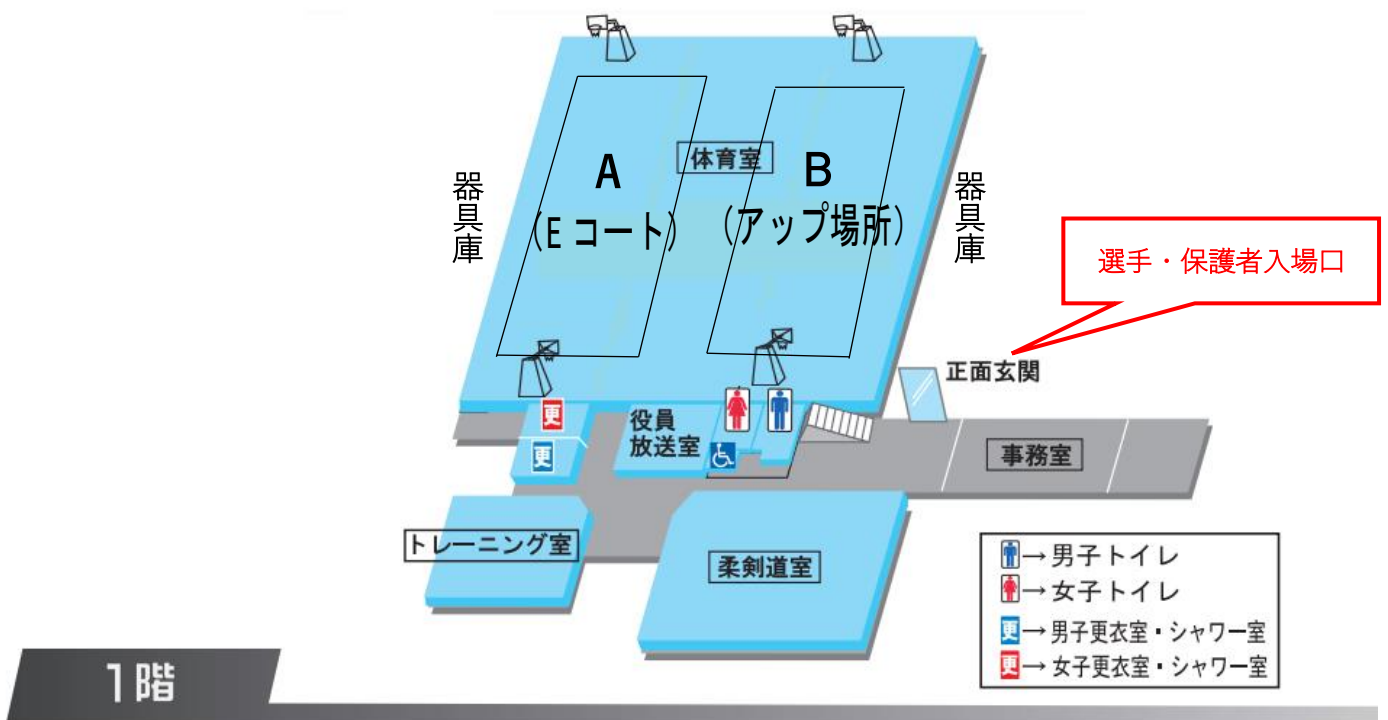 体育室
A
(E コート)
B
(アップ場所)
器具庫
器具庫
選手・保護者入場口
正面玄関
更
更
役員
放送室
事務室
トレーニング室
柔剣道室
→男子トイレ
→女子トイレ
更→男子更衣室・シャワー室
更→女子更衣室・シャワー室
1階